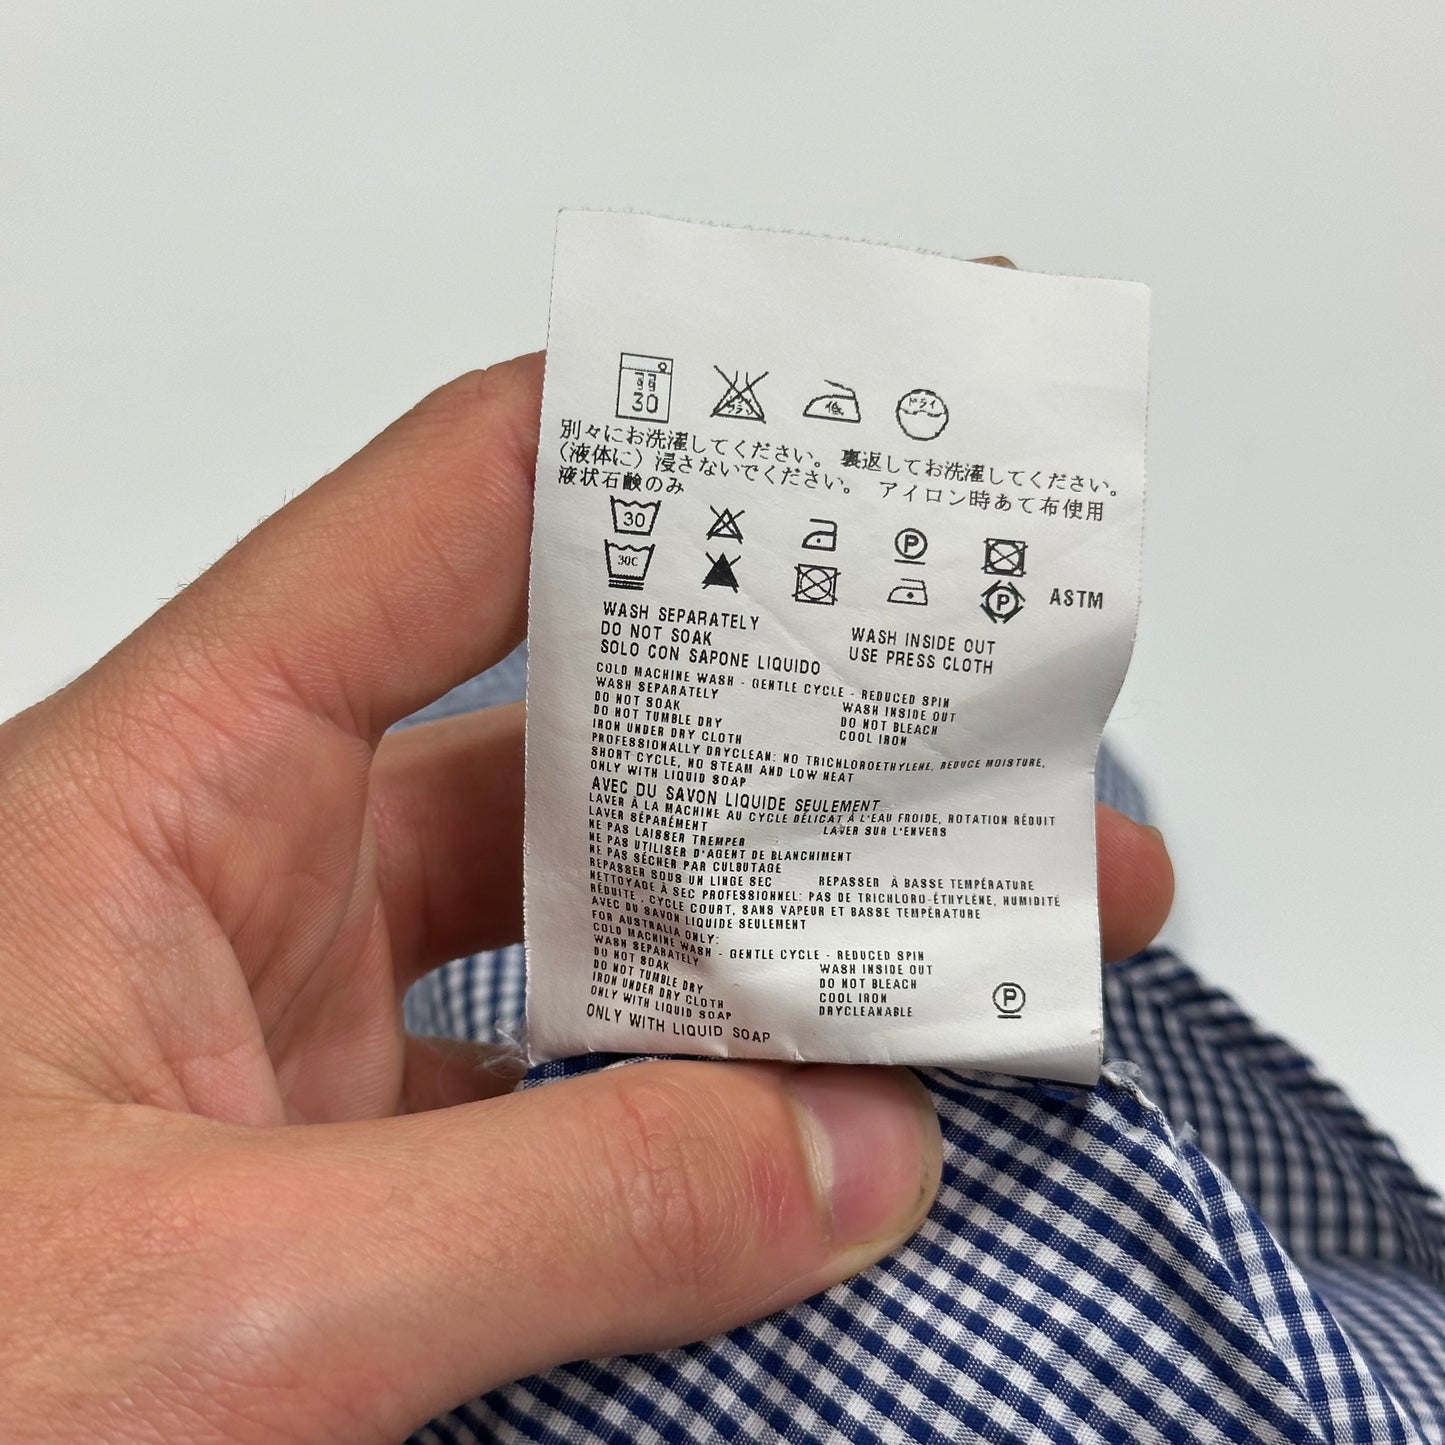 弱
30
低
ドライ
別々にお洗濯してください。 裏返してお洗濯してください。
(液体に)浸さないでください。 アイロン時あて布使用
液状石鹸のみ
30 P
30C P ASTM
WASH SEPARATELY
DO NOT SOAK WASH INSIDE OUT
SOLO CON SAPONE LIQUIDO USE PRESS CLOTH
COLD MACHINE WASH - GENTLE CYCLE - REDUCED SPIN
WASH SEPARATELY WASH INSIDE OUT
DO NOT SOAK DO NOT BLEACH
DO NOT TUMBLE DRY COOL IRON
IRON UNDER DRY CLOTH
PROFESSIONALLY DRYCLEAN: NO TRICHLOROETHYLENE, REDUCE MOISTURE,
SHORT CYCLE, NO STEAM AND LOW HEAT
ONLY WITH LIQUID SOAP
AVEC DU SAVON LIQUIDE SEULEMENT
LAVER À LA MACHINE AU CYCLE DÉLICAT À L'EAU FROIDE, ROTATION RÉDUIT
LAVER SÉPARÉMENT LAVER SUR L'ENVERS
NE PAS LAISSER TREMPER
NE PAS UTILISER D'AGENT DE BLANCHIMENT
NE PAS SÉCHER PAR CULBUTAGE
REPASSER SOUS UN LINGE SEC REPASSER À BASSE TEMPÉRATURE
NETTOYAGE À SEC PROFESSIONNEL: PAS DE TRICHLORO-ÉTHYLÈNE, HUMIDITÉ
RÉDUITE - CYCLE COURT, SANS VAPEUR ET BASSE TEMPÉRATURE
AVEC DU SAVON LIQUIDE SEULEMENT
FOR AUSTRALIA ONLY:
COLD MACHINE WASH - GENTLE CYCLE - REDUCED SPIN
WASH SEPARATELY WASH INSIDE OUT
DO NOT SOAK DO NOT BLEACH
DO NOT TUMBLE DRY COOL IRON
IRON UNDER DRY CLOTH DRYCLEANABLE
ONLY WITH LIQUID SOAP P
ONLY WITH LIQUID SOAP